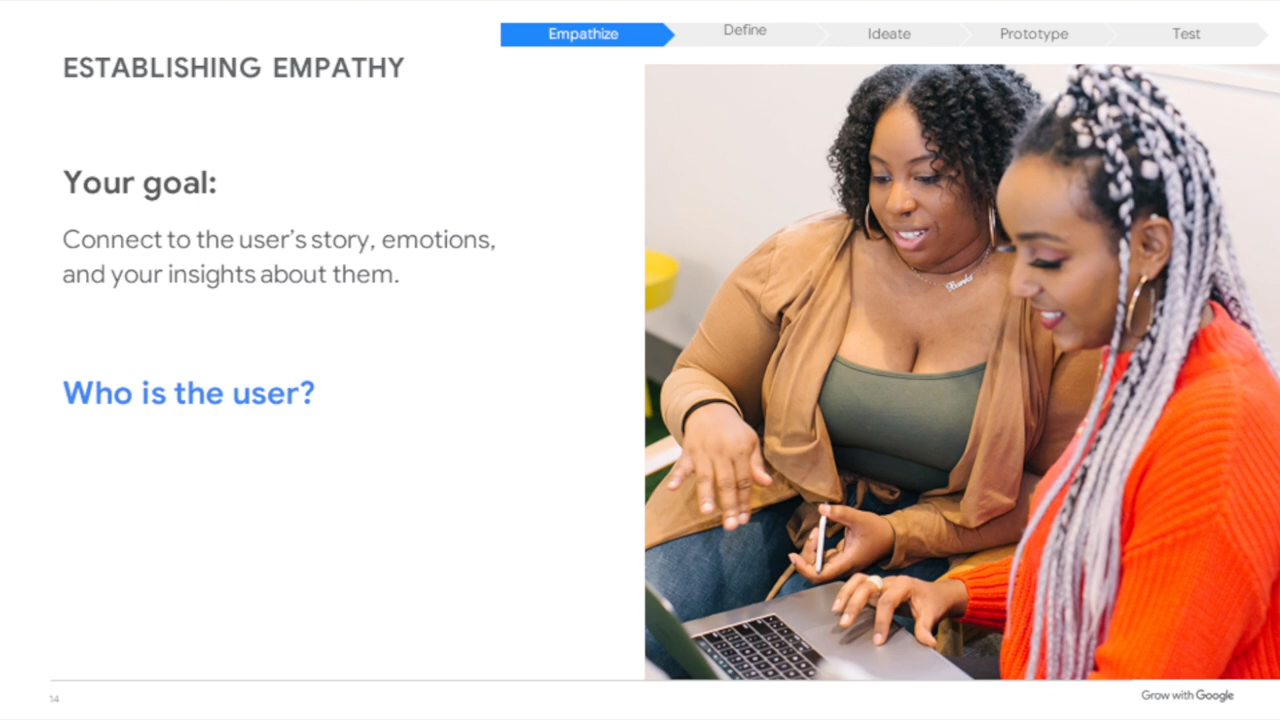 Empathize
Define
Ideate
Prototype
Test
ESTABLISHING EMPATHY
Your goal:
Connect to the user's story, emotions,
and your insights about them.
Who is the user?
14
Grow with Google